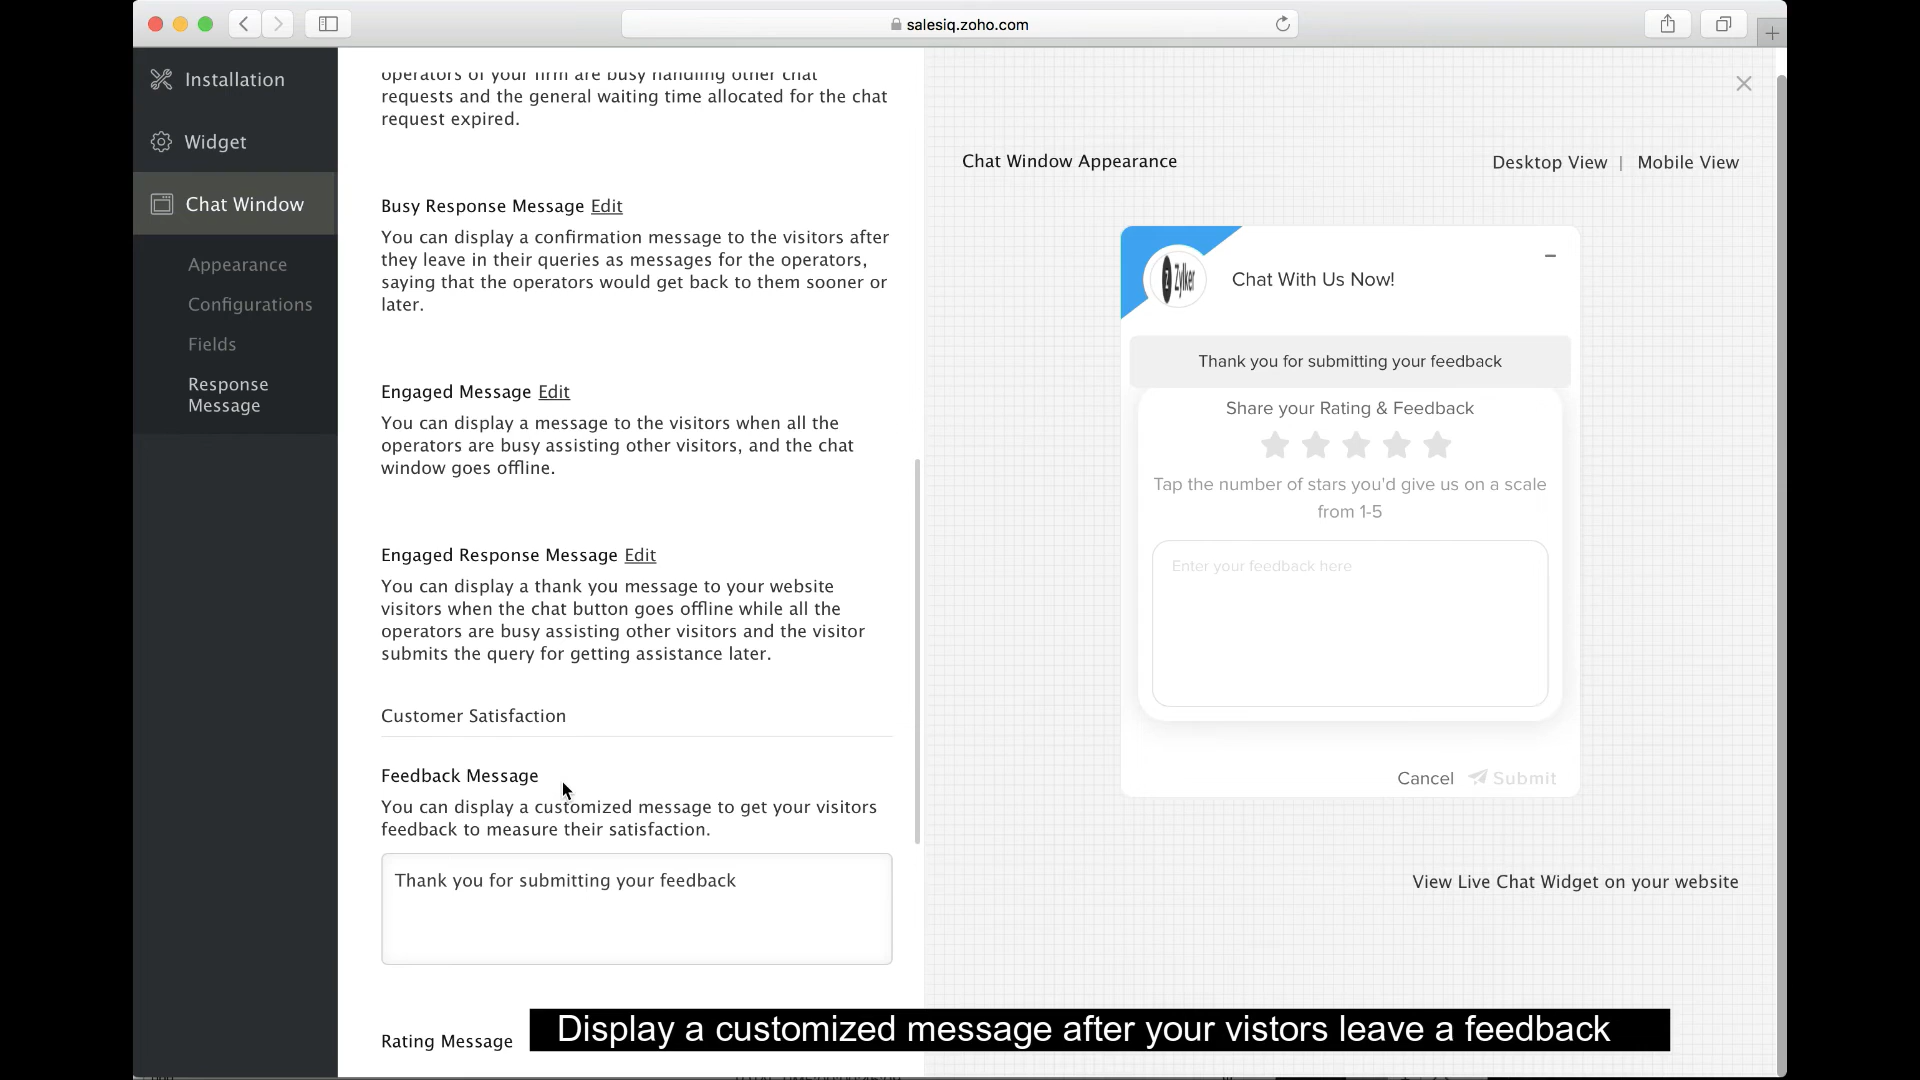 salesiq.zoho.com
Installation
Widget
Chat Window
Appearance
Configurations
Fields
Response
Message
operators of your firm are busy handling other chat
requests and the general waiting time allocated for the chat
request expired.
Busy Response Message Edit
You can display a confirmation message to the visitors after
they leave in their queries as messages for the operators,
saying that the operators would get back to them sooner or
later.
Engaged Message Edit
You can display a message to the visitors when all the
operators are busy assisting other visitors, and the chat
window goes offline.
Engaged Response Message Edit
You can display a thank you message to your website
visitors when the chat button goes offline while all the
operators are busy assisting other visitors and the visitor
submits the query for getting assistance later.
Customer Satisfaction
Feedback Message
You can display a customized message to get your visitors
feedback to measure their satisfaction.
Thank you for submitting your feedback
Rating Message
Chat Window Appearance
Desktop View | Mobile View
Zylker
Chat With Us Now!
Thank you for submitting your feedback
Share your Rating & Feedback
Tap the number of stars you'd give us on a scale
from 1-5
Enter your feedback here
Cancel Submit
View Live Chat Widget on your website
Display a customized message after your vistors leave a feedback